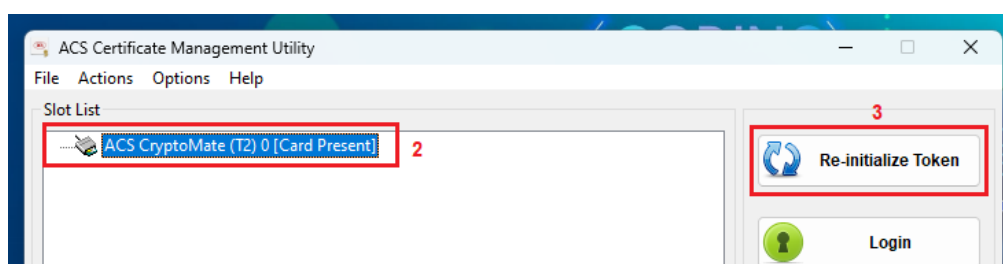 ACS Certificate Management Utility
File Actions Options Help
Slot List
3
ACS CryptoMate (T2) 0 [Card Present]
2
Re-initialize Token
Login